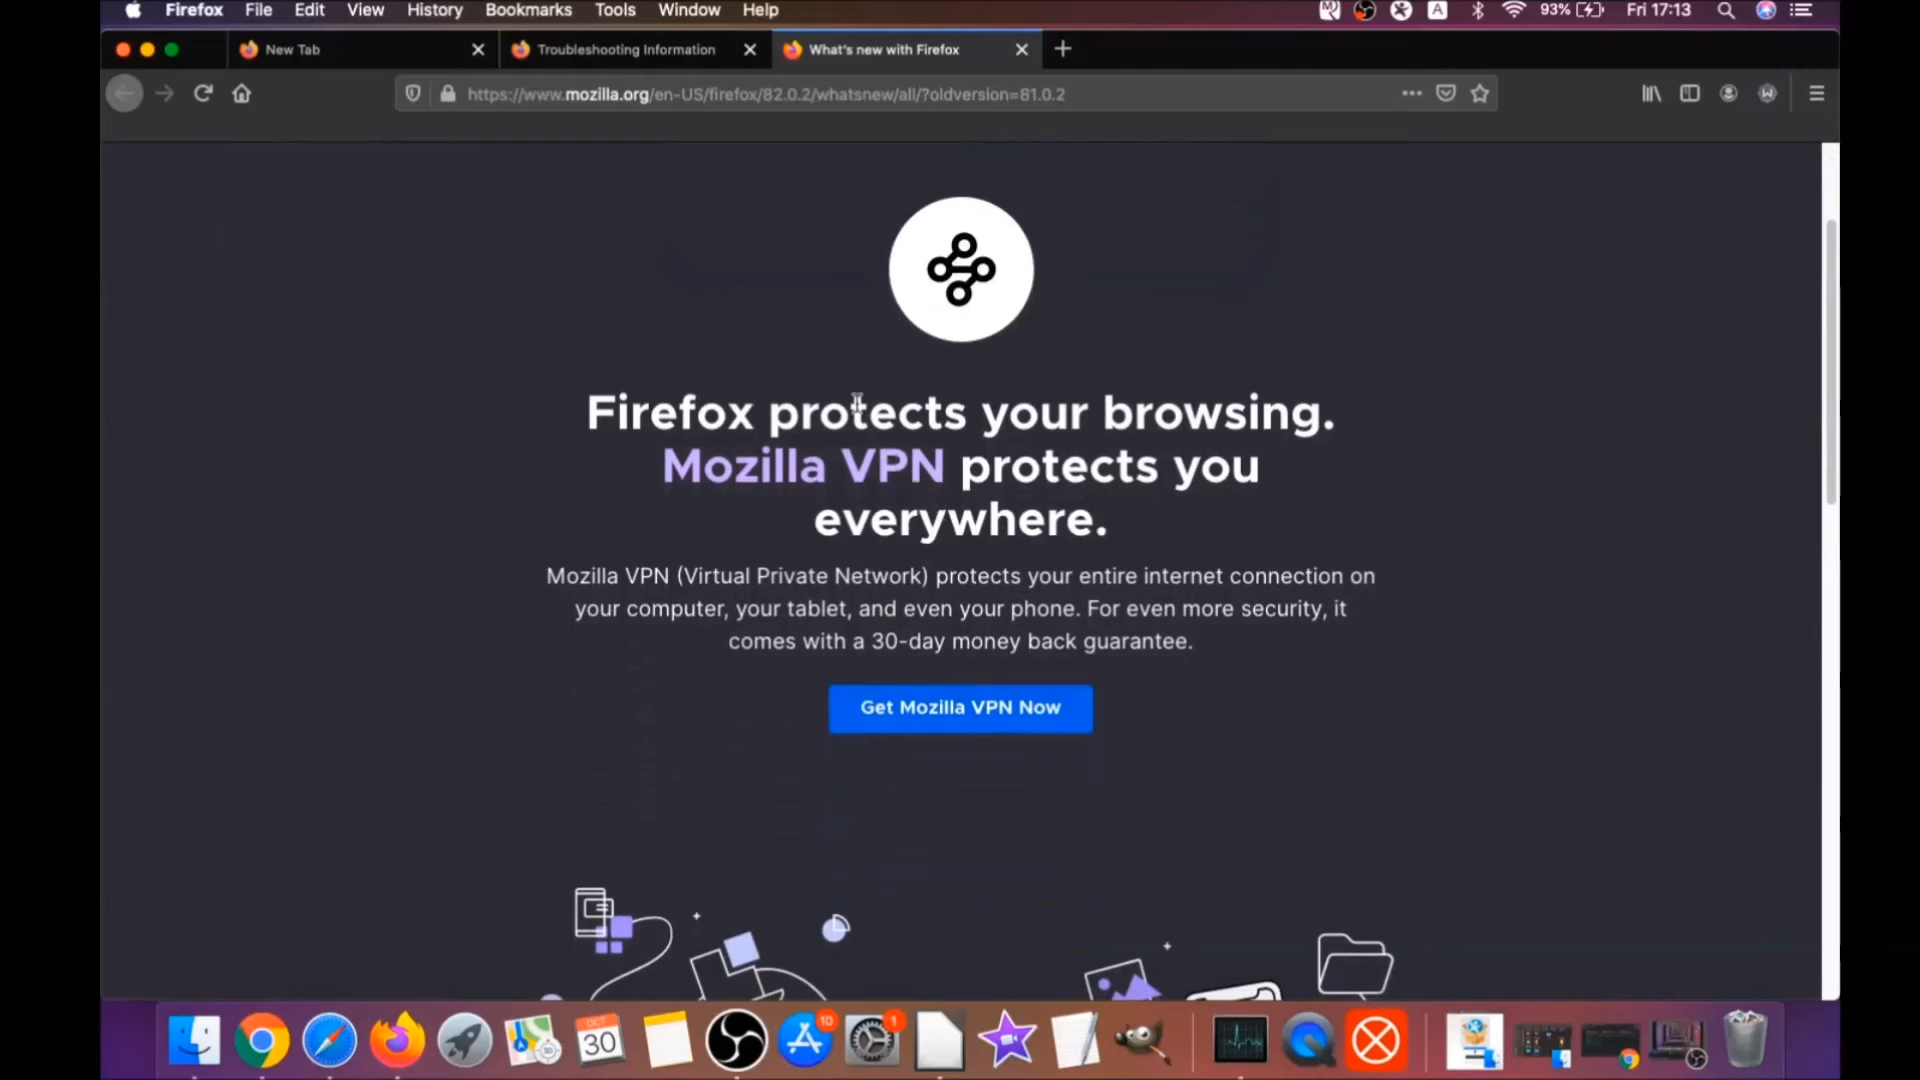 Firefox File Edit View History Bookmarks Tools Window Help A 93% Fri 17:13
New Tab Troubleshooting Information What's new with Firefox
https://www.mozilla.org/en-US/firefox/82.0.2/whatsnew/all/?oldversion=81.0.2
Firefox protects your browsing.
Mozilla VPN protects you
everywhere.
Mozilla VPN (Virtual Private Network) protects your entire internet connection on
your computer, your tablet, and even your phone. For even more security, it
comes with a 30-day money back guarantee.
Get Mozilla VPN Now
OCT
30
10
1